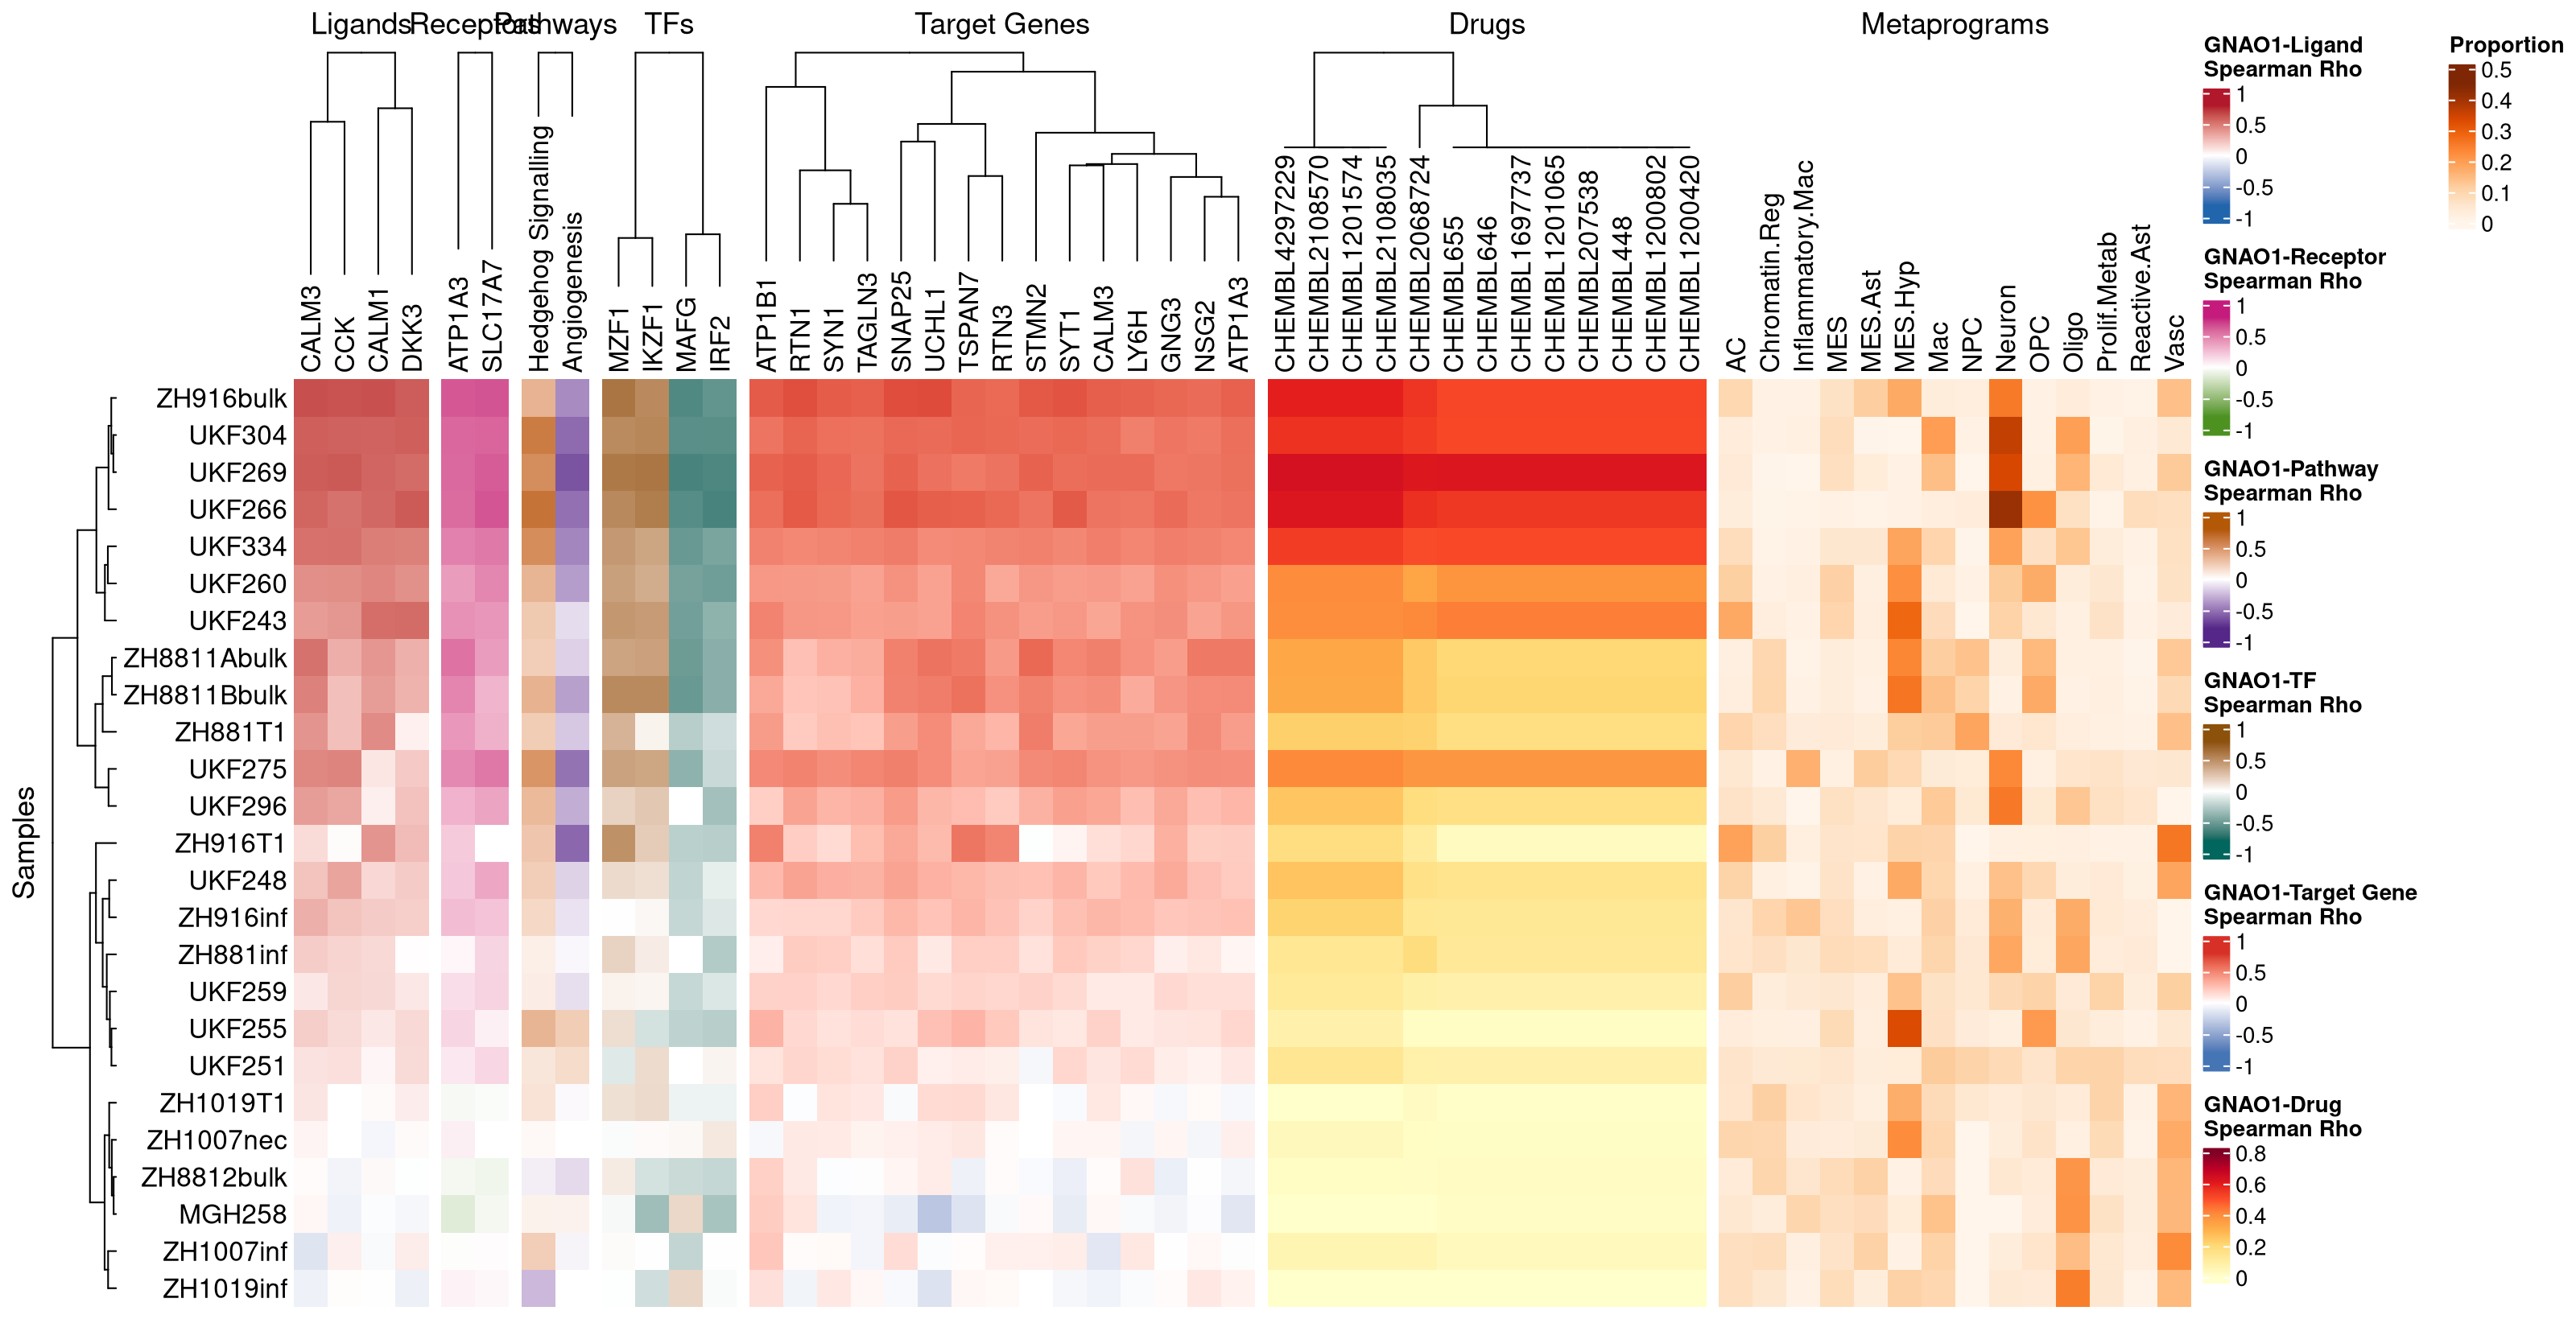 Ligands
Receptors
Pathways
TFs
Target Genes
Drugs
Metaprograms
CALM3
CCK
CALM1
DKK3
ATP1A3
SLC17A7
Hedgehog Signalling
Angiogenesis
MZF1
IKZF1
MAFG
IRF2
ATP1B1
RTN1
SYN1
TAGLN3
SNAP25
UCHL1
TSPAN7
RTN3
STMN2
SYT1
CALM3
LY6H
GNG3
NSG2
ATP1A3
CHEMBL4297229
CHEMBL2108570
CHEMBL1201574
CHEMBL2108035
CHEMBL2068724
CHEMBL655
CHEMBL646
CHEMBL1697737
CHEMBL1201065
CHEMBL2075538
CHEMBL448
CHEMBL1200802
CHEMBL1200420
AC
Chromatin.Reg
Inflammatory.Mac
MES
MES.Ast
MES.Hyp
Mac
NPC
Neuron
OPC
Oligo
Prolif.Metab
Reactive.Ast
Vasc
Samples
ZH916bulk
UKF304
UKF269
UKF266
UKF334
UKF260
UKF243
ZH8811Abulk
ZH8811Bbulk
ZH881T1
UKF275
UKF296
ZH916T1
UKF248
ZH916inf
ZH881inf
UKF259
UKF255
UKF251
ZH1019T1
ZH1007nec
ZH8812bulk
MGH258
ZH1007inf
ZH1019inf
GNAO1-Ligand
Spearman Rho
1
0.5
0
-0.5
-1
GNAO1-Receptor
Spearman Rho
1
0.5
0
-0.5
-1
GNAO1-Pathway
Spearman Rho
1
0.5
0
-0.5
-1
GNAO1-TF
Spearman Rho
1
0.5
0
-0.5
-1
GNAO1-Target Gene
Spearman Rho
1
0.5
0
-0.5
-1
GNAO1-Drug
Spearman Rho
0.8
0.6
0.4
0.2
0
Proportion
0.5
0.4
0.3
0.2
0.1
0